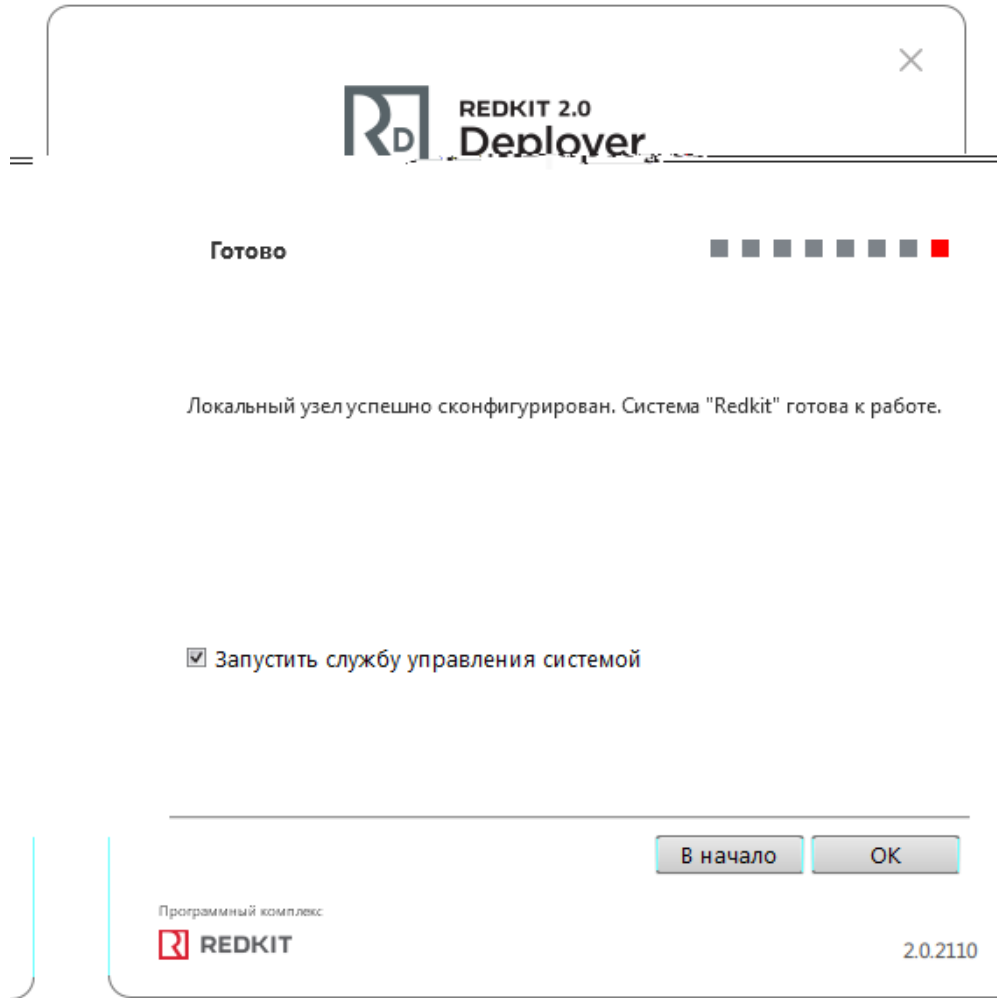 REDKIT 2.0
Deployer
Готово
Локальный узел успешно сконфигурирован. Система "Redkit" готова к работе.
Запустить службу управления системой
В начало
OK
Программный комплекс
REDKIT
2.0.2110